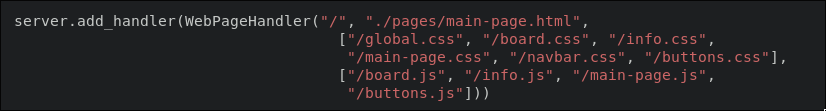 server.add_handler(WebPageHandler("/", "./pages/main-page.html",
["/global.css", "/board.css", "/info.css",
"/main-page.css", "/navbar.css", "/buttons.css"],
["/board.js", "/info.js", "/main-page.js",
"/buttons.js"]))